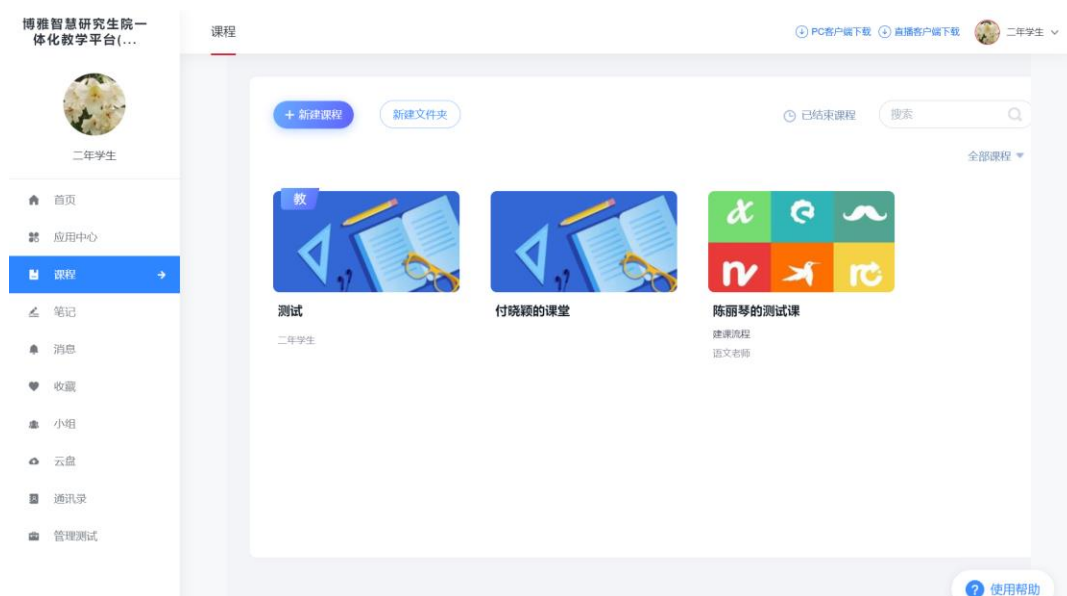 博雅智慧研究生院一
体化教学平台(...
二年学生
首页
应用中心
课程
笔记
消息
收藏
小组
云盘
通讯录
管理测试
课程
PC客户端下载 直播客户端下载 二年学生
+ 新建课程 新建文件夹 已结束课程 搜索
全部课程
教
测试
二年学生
付晓颖的课堂
陈丽琴的测试课
建课流程
语文老师
? 使用帮助